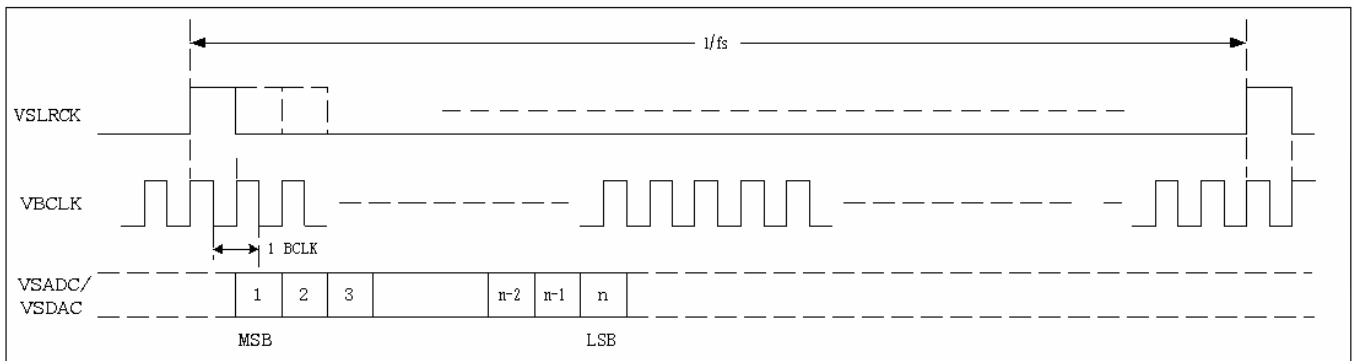 1/fs
VSLRCK
VBCLK
1 BCLK
VSADC/
VSDAC
1 2 3 n-2 n-1 n
MSB LSB